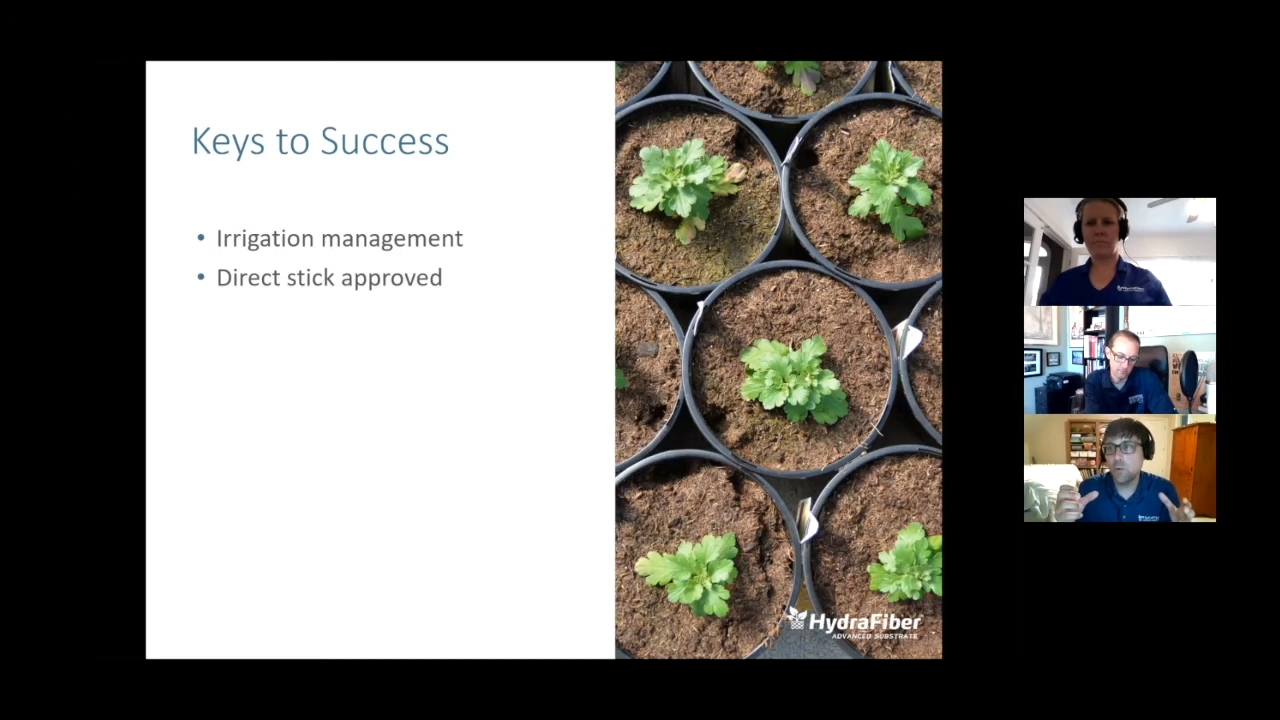 Keys to Success
• Irrigation management
• Direct stick approved
HydraFiber
ADVANCED SUBSTRATE